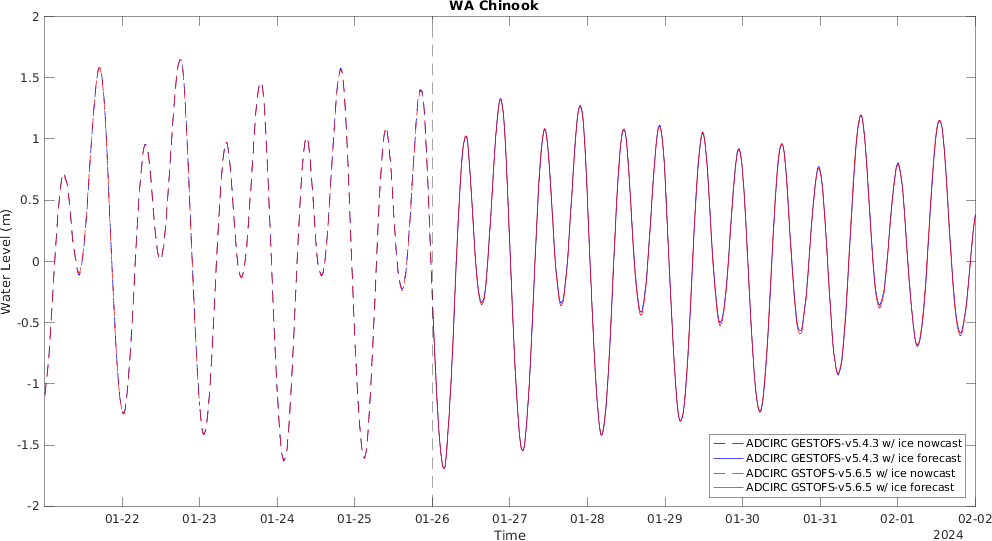 WA Chinook
2
1.5
1
0.5
0
-0.5
-1
-1.5
-2
Water Level (m)
01-22 01-23 01-24 01-25 01-26 01-27 01-28 01-29 01-30 01-31 02-01 02-02
Time
2024
ADCIRC GESTOFS-v5.4.3 w/ ice nowcast
ADCIRC GESTOFS-v5.4.3 w/ ice forecast
ADCIRC GSTOFS-v5.6.5 w/ ice nowcast
ADCIRC GSTOFS-v5.6.5 w/ ice forecast